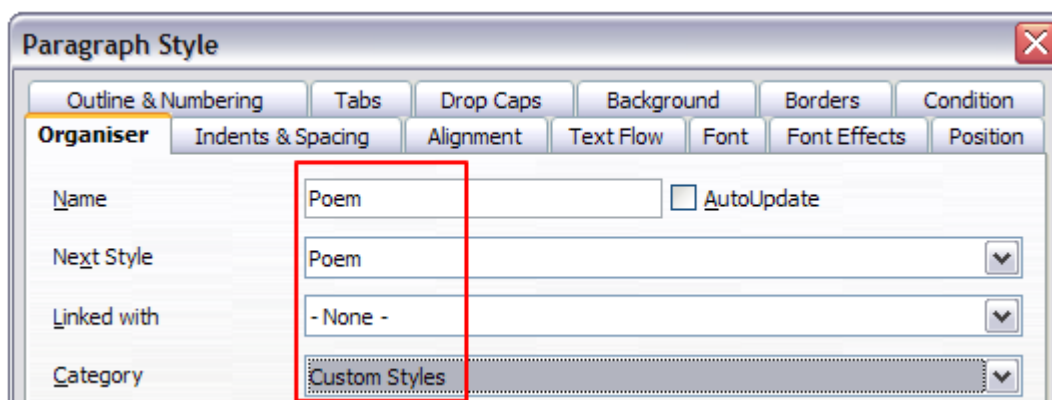 Paragraph Style
Outline & Numbering Tabs Drop Caps Background Borders Condition
Organiser Indents & Spacing Alignment Text Flow Font Font Effects Position
Name Poem AutoUpdate
Next Style Poem
Linked with - None -
Category Custom Styles